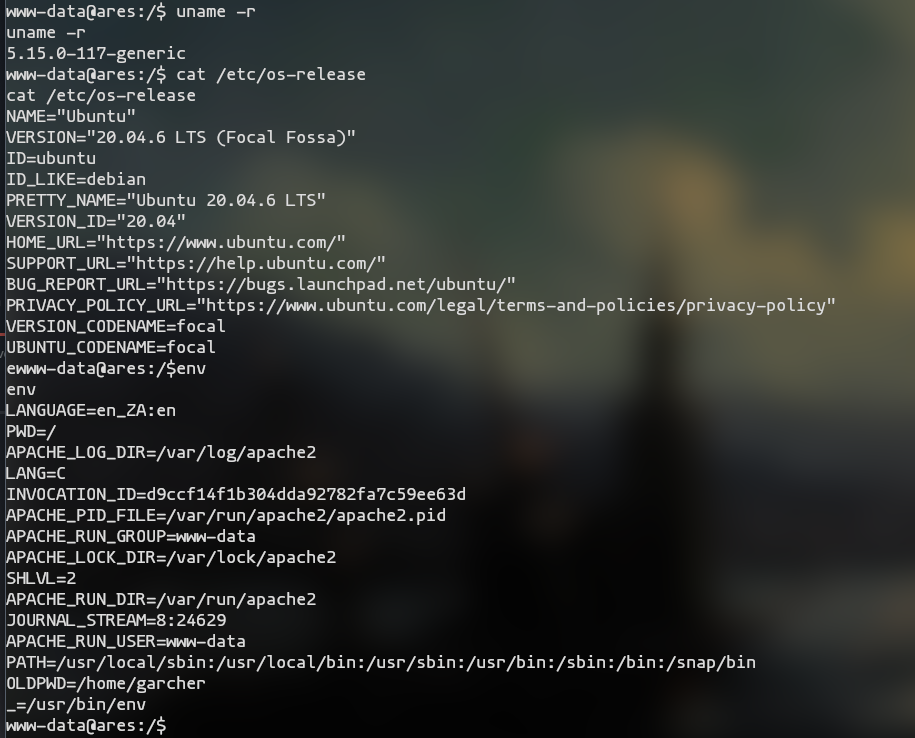 www-data@ares:/$ uname -r
uname -r
5.15.0-117-generic
www-data@ares:/$ cat /etc/os-release
cat /etc/os-release
NAME="Ubuntu"
VERSION="20.04.6 LTS (Focal Fossa)"
ID=ubuntu
ID_LIKE=debian
PRETTY_NAME="Ubuntu 20.04.6 LTS"
VERSION_ID="20.04"
HOME_URL="https://www.ubuntu.com/"
SUPPORT_URL="https://help.ubuntu.com/"
BUG_REPORT_URL="https://bugs.launchpad.net/ubuntu/"
PRIVACY_POLICY_URL="https://www.ubuntu.com/legal/terms-and-policies/privacy-policy"
VERSION_CODENAME=focal
UBUNTU_CODENAME=focal
ewww-data@ares:/$env
env
LANGUAGE=en_ZA:en
PWD=/
APACHE_LOG_DIR=/var/log/apache2
LANG=C
INVOCATION_ID=d9ccf14f1b304dda92782fa7c59ee63d
APACHE_PID_FILE=/var/run/apache2/apache2.pid
APACHE_RUN_GROUP=www-data
APACHE_LOCK_DIR=/var/lock/apache2
SHLVL=2
APACHE_RUN_DIR=/var/run/apache2
JOURNAL_STREAM=8:24629
APACHE_RUN_USER=www-data
PATH=/usr/local/sbin:/usr/local/bin:/usr/sbin:/usr/bin:/sbin:/bin:/snap/bin
OLDPWD=/home/garcher
_=/usr/bin/env
www-data@ares:/$